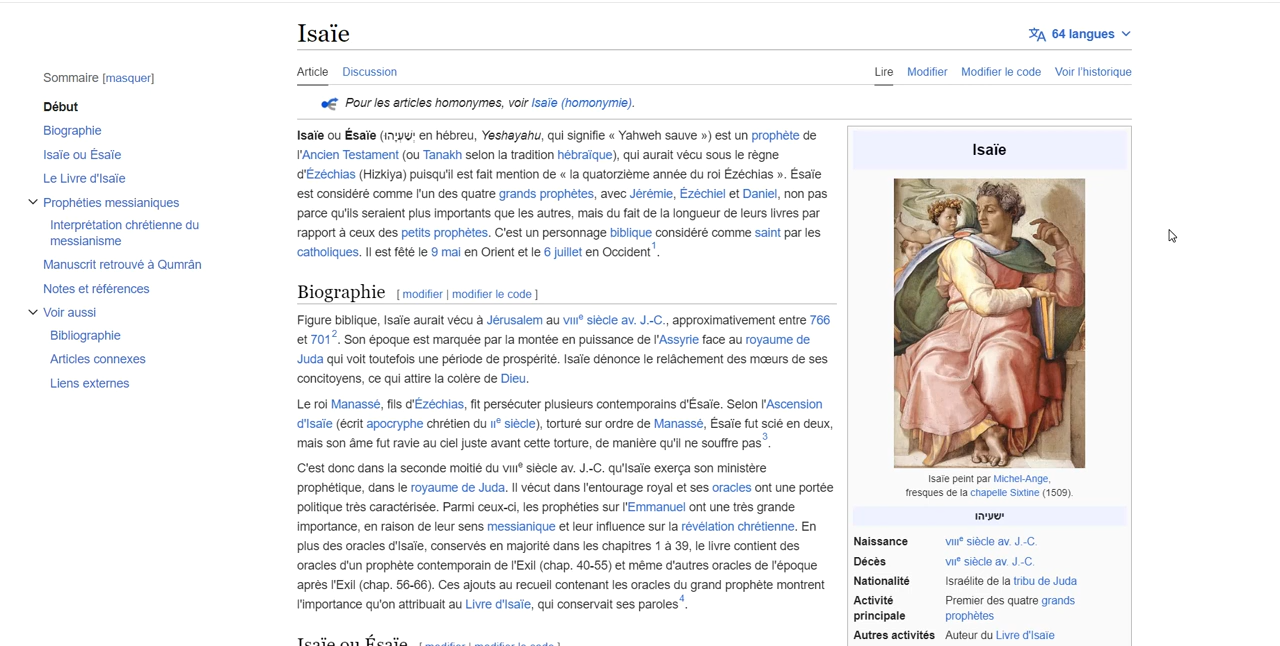 Isaïe
64 langues
Sommaire [masquer]
Début
Biographie
Isaïe ou Ésaïe
Le Livre d'Isaïe
Prophéties messianiques
Interprétation chrétienne du
messianisme
Manuscrit retrouvé à Qumrân
Notes et références
Voir aussi
Bibliographie
Articles connexes
Liens externes
Article Discussion
Lire Modifier Modifier le code Voir l'historique
Pour les articles homonymes, voir Isaïe (homonymie).
Isaïe ou Ésaïe (יְשַׁעְיָהוּ en hébreu, Yeshayahu, qui signifie « Yahweh sauve ») est un prophète de
l'Ancien Testament (ou Tanakh selon la tradition hébraïque), qui aurait vécu sous le règne
d'Ézéchias (Hizkiya) puisqu'il est fait mention de « la quatorzième année du roi Ézéchias ». Ésaïe
est considéré comme l'un des quatre grands prophètes, avec Jérémie, Ézéchiel et Daniel, non pas
parce qu'ils seraient plus importants que les autres, mais du fait de la longueur de leurs livres par
rapport à ceux des petits prophètes. C'est un personnage biblique considéré comme saint par les
catholiques. Il est fêté le 9 mai en Orient et le 6 juillet en Occident1.
Biographie [ modifier | modifier le code ]
Figure biblique, Isaïe aurait vécu à Jérusalem au VIIIe siècle av. J.-C., approximativement entre 766
et 7012. Son époque est marquée par la montée en puissance de l'Assyrie face au royaume de
Juda qui voit toutefois une période de prospérité. Isaïe dénonce le relâchement des mœurs de ses
concitoyens, ce qui attire la colère de Dieu.
Le roi Manassé, fils d'Ézéchias, fit persécuter plusieurs contemporains d'Ésaïe. Selon l'Ascension
d'Isaïe (écrit apocryphe chrétien du IIe siècle), torturé sur ordre de Manassé, Ésaïe fut scié en deux,
mais son âme fut ravie au ciel juste avant cette torture, de manière qu'il ne souffre pas3.
C'est donc dans la seconde moitié du VIIIe siècle av. J.-C. qu'Isaïe exerça son ministère
prophétique, dans le royaume de Juda. Il vécut dans l'entourage royal et ses oracles ont une portée
politique très caractérisée. Parmi ceux-ci, les prophéties sur l'Emmanuel ont une très grande
importance, en raison de leur sens messianique et leur influence sur la révélation chrétienne. En
plus des oracles d'Isaïe, conservés en majorité dans les chapitres 1 à 39, le livre contient des
oracles d'un prophète contemporain de l'Exil (chap. 40-55) et même d'autres oracles de l'époque
après l'Exil (chap. 56-66). Ces ajouts au recueil contenant les oracles du grand prophète montrent
l'importance qu'on attribuait au Livre d'Isaïe, qui conservait ses paroles4.
Isaïe ou Ésaïe [ modifier | modifier le code ]
Isaïe
Isaïe peint par Michel-Ange,
fresques de la chapelle Sixtine (1509).
ישעיהו
Naissance VIIIe siècle av. J.-C.
Décès VIIe siècle av. J.-C.
Nationalité Israélite de la tribu de Juda
Activité principale Premier des quatre grands prophètes
Autres activités Auteur du Livre d'Isaïe